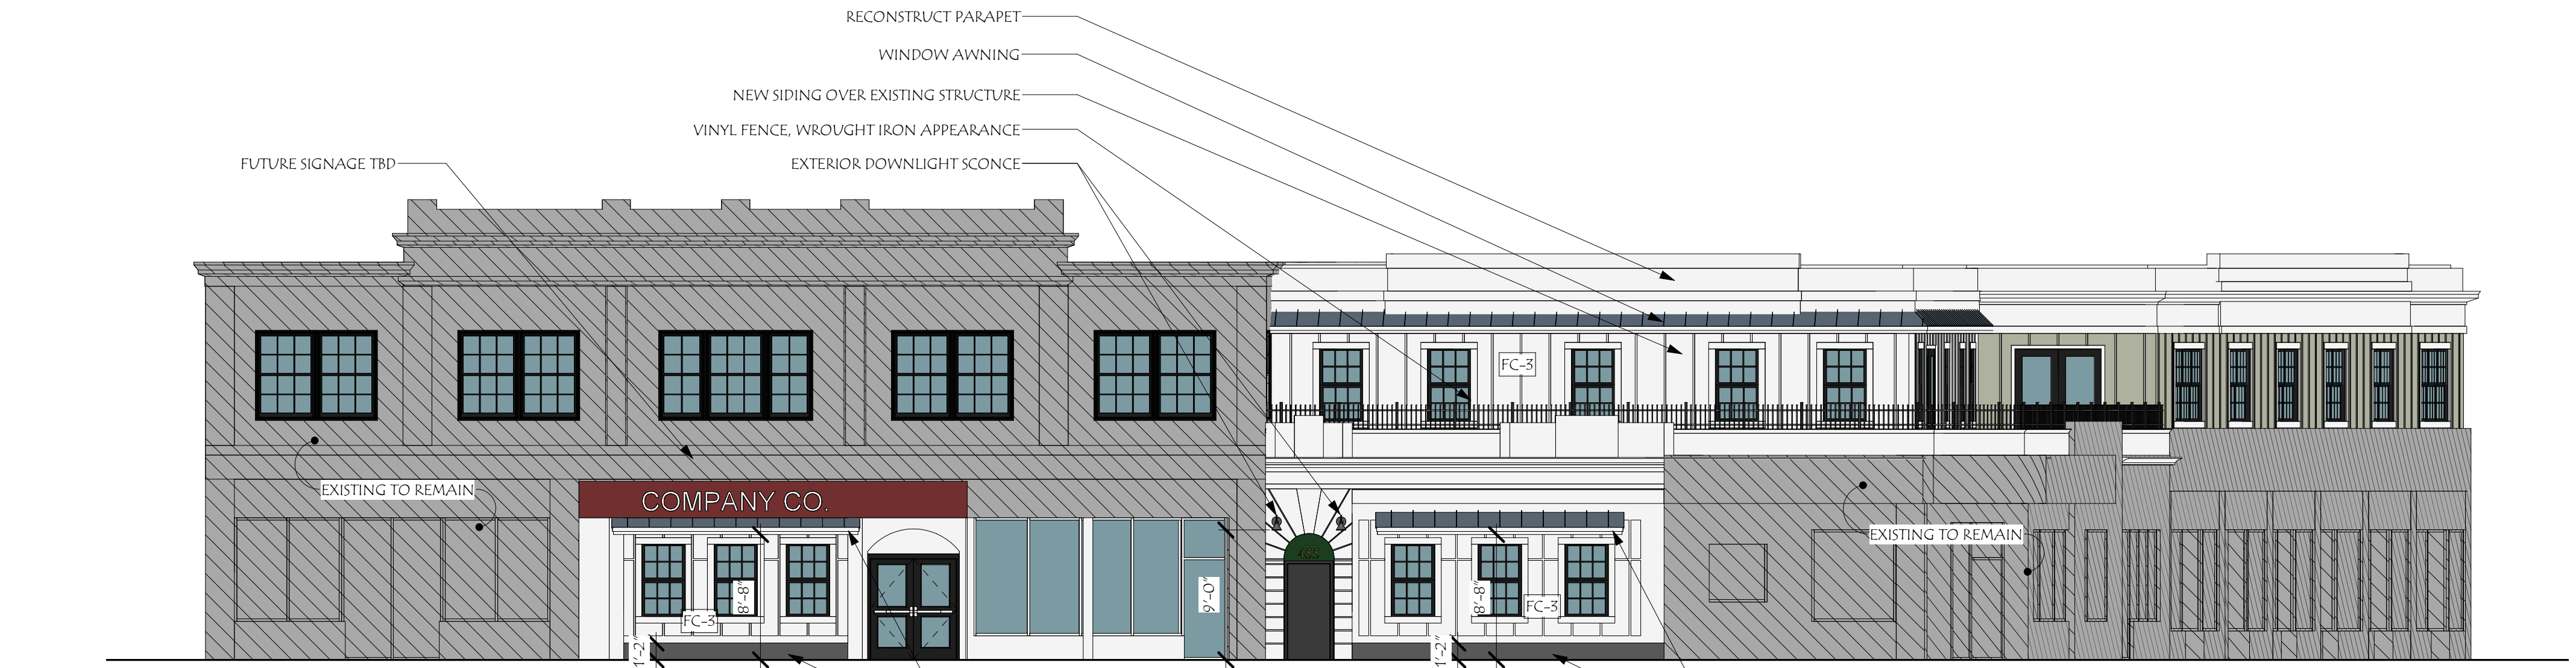 RECONSTRUCT PARAPET
WINDOW AWNING
NEW SIDING OVER EXISTING STRUCTURE
VINYL FENCE, WROUGHT IRON APPEARANCE
FUTURE SIGNAGE TBD
EXTERIOR DOWNLIGHT SCONCE
FC-3
EXISTING TO REMAIN
COMPANY CO.
EXISTING TO REMAIN
8'-8"
9'-0"
8'-8"
FC-3
FC-3
1'-2"
1'-2"